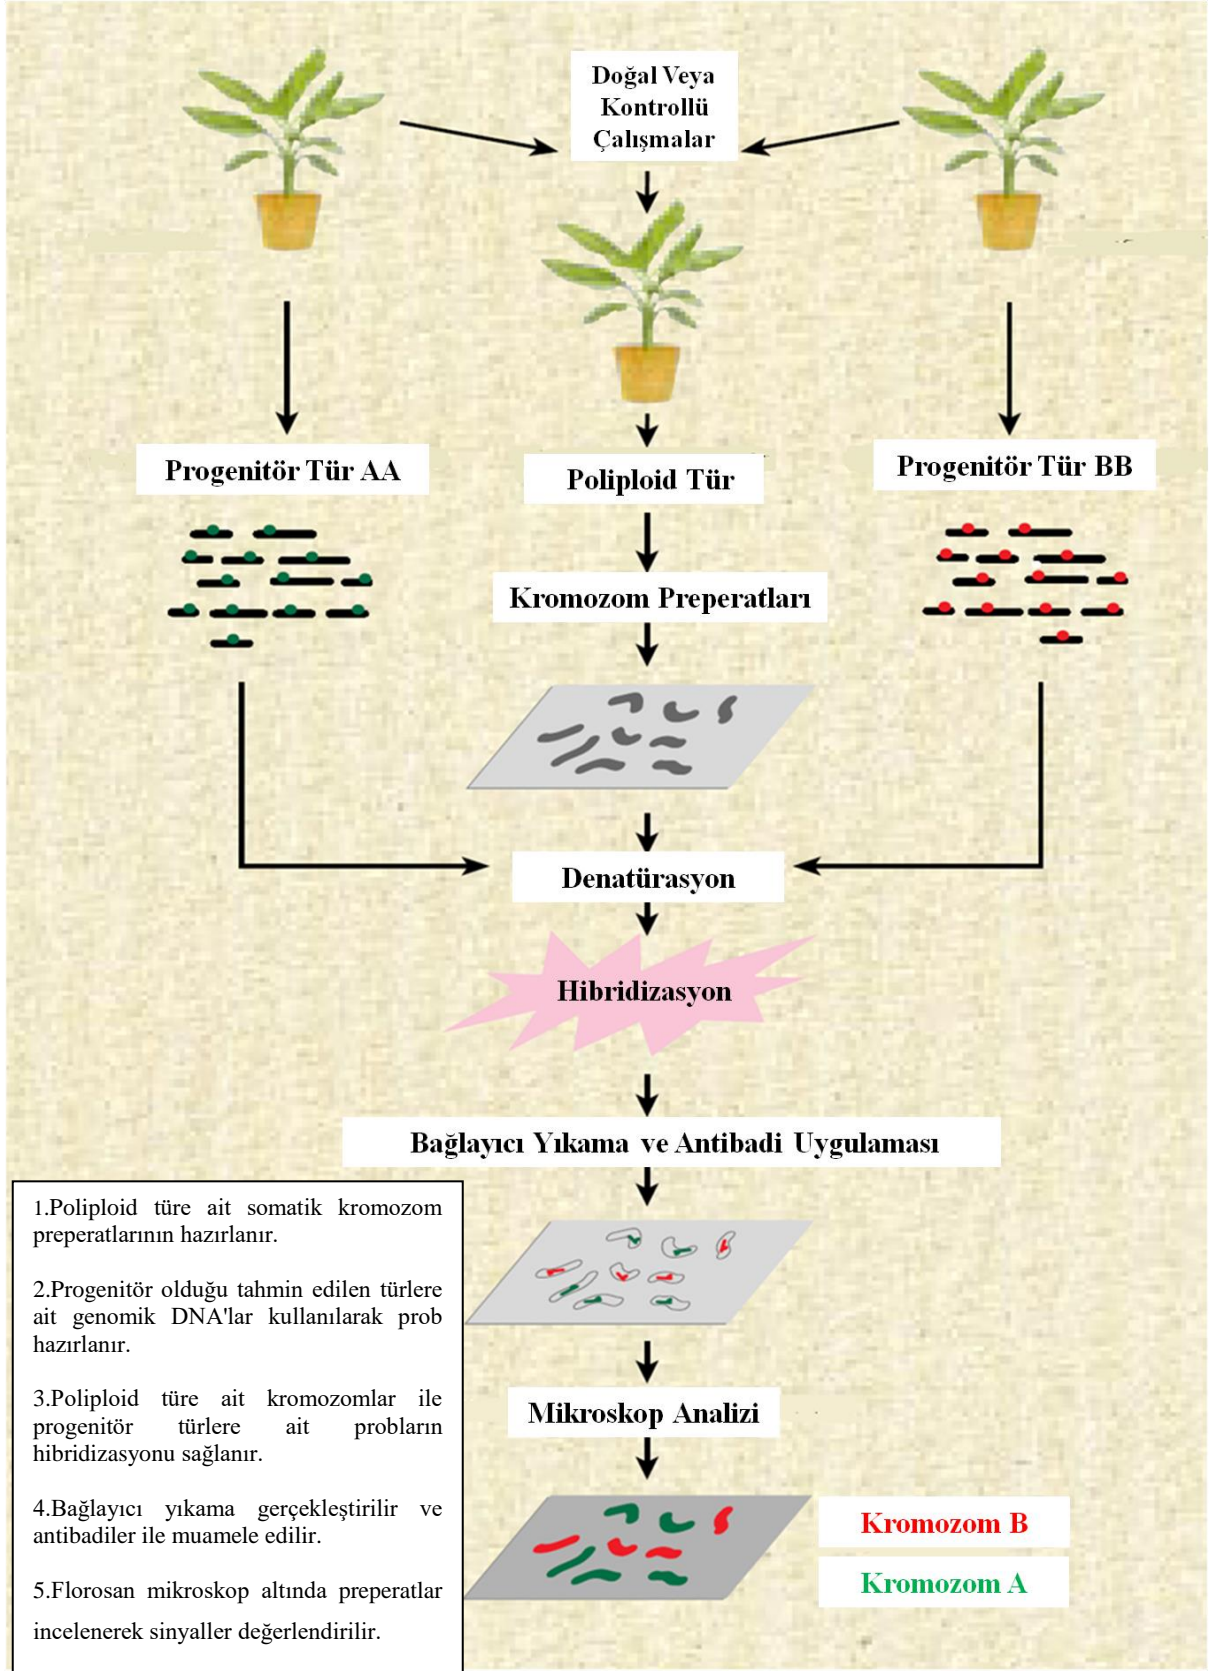 Doğal Veya
Kontrollü
Çalışmalar
Progenitör Tür AA
Poliploid Tür
Progenitör Tür BB
Kromozom Preperatları
Denatürasyon
Hibridizasyon
Bağlayıcı Yıkama ve Antibadi Uygulaması
1.Poliploid türe ait somatik kromozom
preperatlarının hazırlanır.
2.Progenitör olduğu tahmin edilen türlere
ait genomik DNA'lar kullanılarak prob
hazırlanır.
3.Poliploid türe ait kromozomlar ile
progenitör türlere ait probların
hibridizasyonu sağlanır.
4.Bağlayıcı yıkama gerçekleştirilir ve
antibadiler ile muamele edilir.
5.Florosan mikroskop altında preperatlar
incelenerek sinyaller değerlendirilir.
Mikroskop Analizi
Kromozom B
Kromozom A